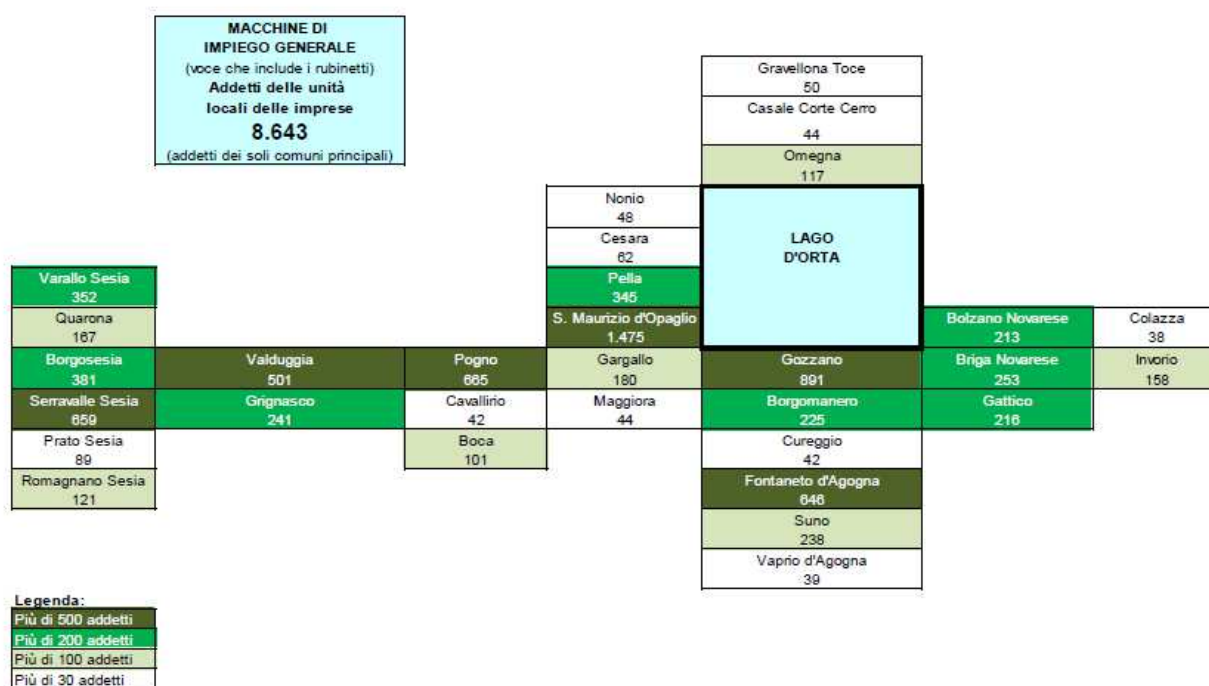 MACCHINE DI
IMPIEGO GENERALE
(voce che include i rubinetti)
Addetti delle unità
locali delle imprese
8.643
(addetti dei soli comuni principali)
Gravellona Toce
50
Casale Corte Cerro
44
Omegna
117
Nonio
48
Cesara
62
LAGO
D'ORTA
Varallo Sesia
352
Pella
345
Quarona
167
S. Maurizio d'Opaglio
1.475
Bolzano Novarese
213
Colazza
38
Borgosesia
381
Valduggia
501
Pogno
665
Gargallo
180
Gozzano
891
Briga Novarese
253
Invorio
158
Serravalle Sesia
659
Grignasco
241
Cavallirio
42
Maggiora
44
Borgomanero
225
Gattico
216
Prato Sesia
89
Boca
101
Cureggio
42
Romagnano Sesia
121
Fontaneto d'Agogna
646
Suno
238
Vaprio d'Agogna
39
Legenda:
Più di 500 addetti
Più di 200 addetti
Più di 100 addetti
Più di 30 addetti